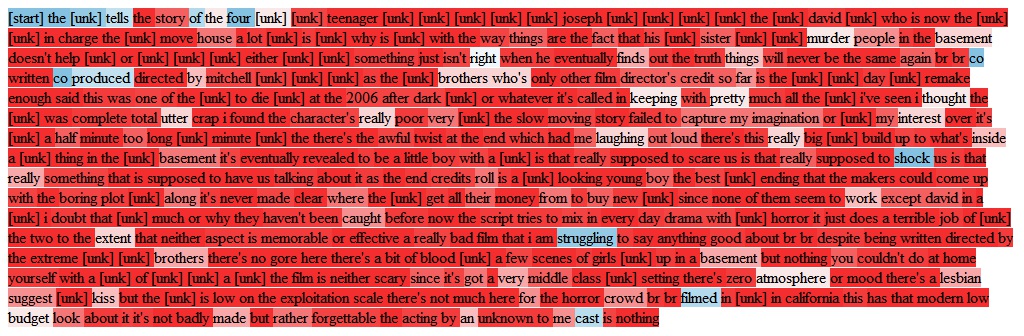 [start] the [unk] tells the story of the four [unk] [unk] teenager [unk] [unk] [unk] [unk] [unk] joseph [unk] [unk] [unk] [unk] the [unk] david [unk] who is now the [unk]
[unk] in charge the [unk] move house a lot [unk] is [unk] why is [unk] with the way things are the fact that his [unk] sister [unk] [unk] murder people in the basement
doesn't help [unk] or [unk] [unk] [unk] either [unk] [unk] something just isn't right when he eventually finds out the truth things will never be the same again br br co
written co produced directed by mitchell [unk] [unk] [unk] as the [unk] brothers who's only other film director's credit so far is the [unk] [unk] day [unk] remake
enough said this was one of the [unk] to die [unk] at the 2006 after dark [unk] or whatever it's called in keeping with pretty much all the [unk] i've seen i thought the
[unk] was complete total utter crap i found the character's really poor very [unk] the slow moving story failed to capture my imagination or [unk] my interest over it's
[unk] a half minute too long [unk] minute [unk] the there's the awful twist at the end which had me laughing out loud there's this really big [unk] build up to what's inside
a [unk] thing in the [unk] basement it's eventually revealed to be a little boy with a [unk] is that really supposed to scare us is that really supposed to shock us is that
really something that is supposed to have us talking about it as the end credits roll is a [unk] looking young boy the best [unk] ending that the makers could come up
with the boring plot [unk] along it's never made clear where the [unk] get all their money from to buy new [unk] since none of them seem to work except david in a
[unk] i doubt that [unk] much or why they haven't been caught before now the script tries to mix in every day drama with [unk] horror it just does a terrible job of [unk]
the two to the extent that neither aspect is memorable or effective a really bad film that i am struggling to say anything good about br br despite being written directed by
the extreme [unk] [unk] brothers there's no gore here there's a bit of blood [unk] a few scenes of girls [unk] up in a basement but nothing you couldn't do at home
yourself with a [unk] of [unk] [unk] a [unk] the film is neither scary since it's got a very middle class [unk] setting there's zero atmosphere or mood there's a lesbian
suggest [unk] kiss but the [unk] is low on the exploitation scale there's not much here for the horror crowd br br filmed in [unk] in california this has that modern low
budget look about it it's not badly made but rather forgettable the acting by an unknown to me cast is nothing